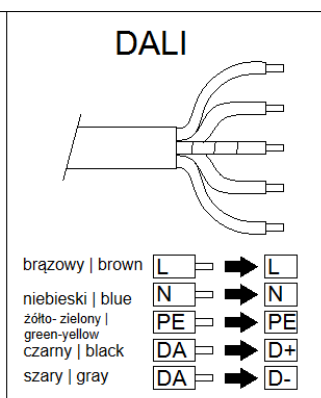 DALI
brązowy | brown L L
niebieski | blue N N
żółto- zielony |
green-yellow PE PE
czarny | black DA D+
szary | gray DA D-